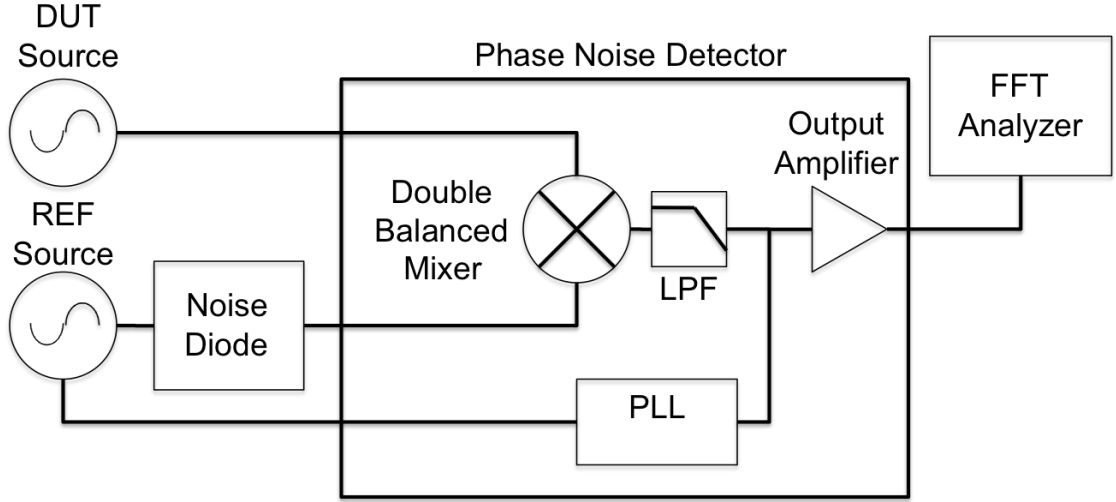 DUT
Source
Phase Noise Detector
FFT
Analyzer
Output
Amplifier
Double
Balanced
Mixer
REF
Source
LPF
Noise
Diode
PLL